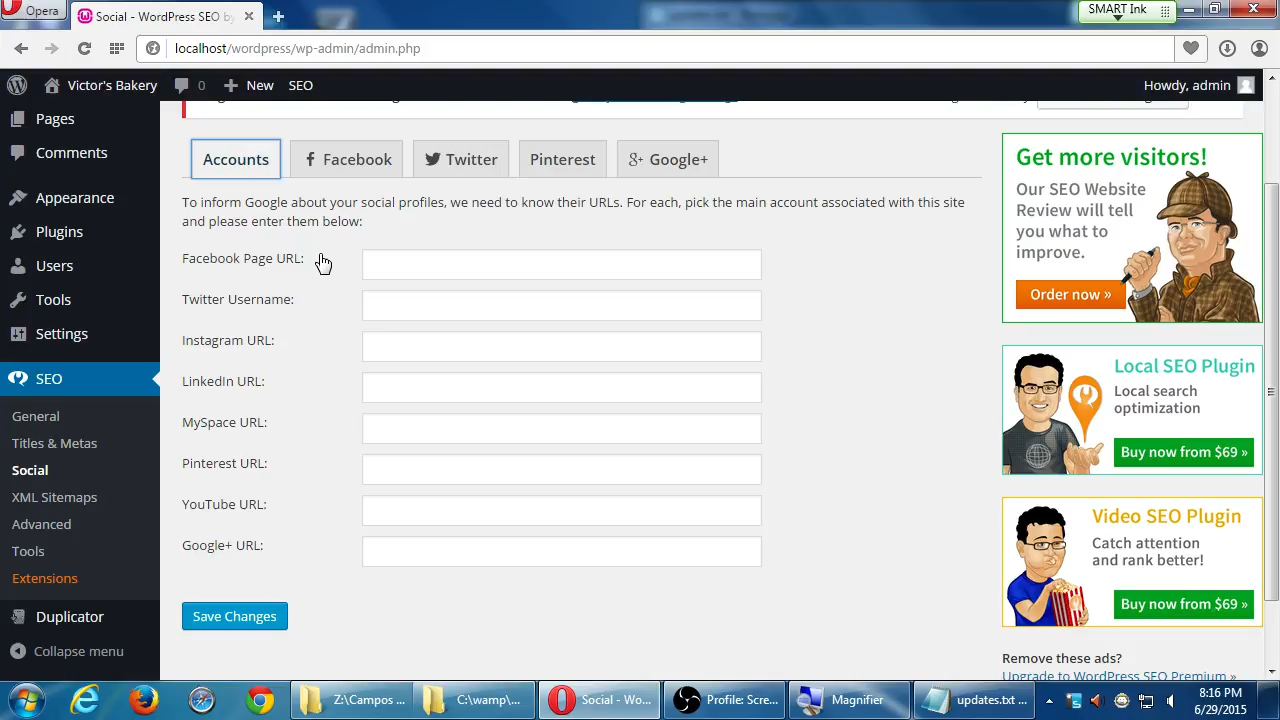 Opera
Social - WordPress SEO by
SMART Ink
localhost/wordpress/wp-admin/admin.php
Victor's Bakery
0
New
SEO
Howdy, admin
Pages
Comments
Appearance
Plugins
Users
Tools
Settings
SEO
General
Titles & Metas
Social
XML Sitemaps
Advanced
Tools
Extensions
Duplicator
Collapse menu
Accounts
Facebook
Twitter
Pinterest
Google+
To inform Google about your social profiles, we need to know their URLs. For each, pick the main account associated with this site
and please enter them below:
Facebook Page URL:
Twitter Username:
Instagram URL:
LinkedIn URL:
MySpace URL:
Pinterest URL:
YouTube URL:
Google+ URL:
Save Changes
Get more visitors!
Our SEO Website
Review will tell
you what to
improve.
Order now »
Local SEO Plugin
Local search
optimization
Buy now from $69 »
Video SEO Plugin
Catch attention
and rank better!
Buy now from $69 »
Remove these ads?
Upgrade to WordPress SEO Premium »
Z:\Campos ...
C:\wamp\...
Social - Wo...
Profile: Scre...
Magnifier
updates.txt ...
8:16 PM
6/29/2015